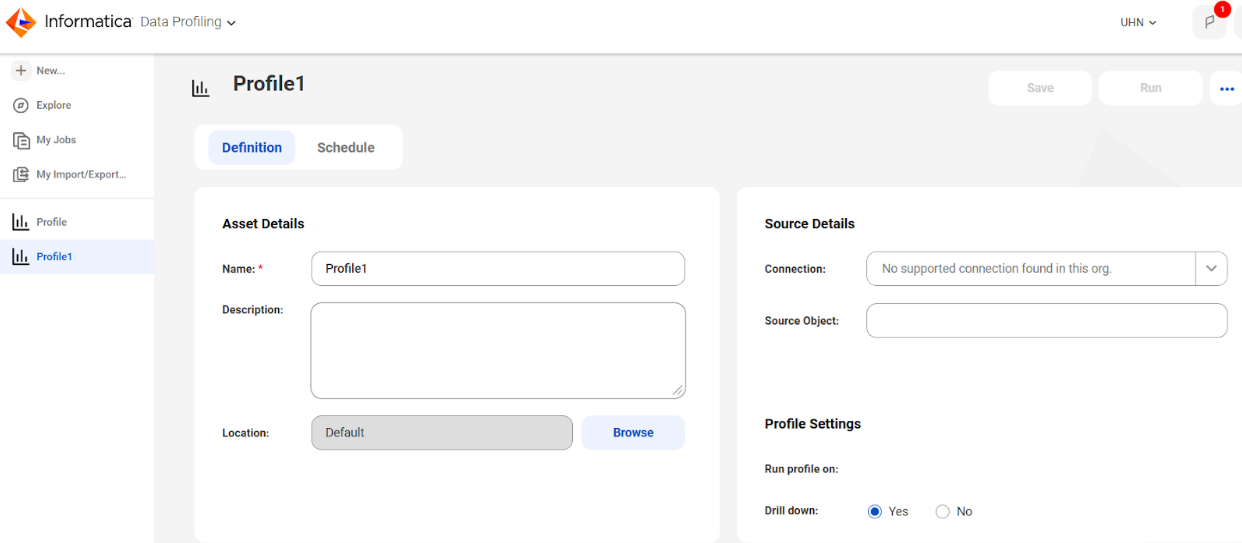 Informatica Data Profiling
UHN
1
New...
Explore
My Jobs
My Import/Export...
Profile
Profile1
Profile1
Save
Run
...
Definition
Schedule
Asset Details
Name: *
Profile1
Description:
Location:
Default
Browse
Source Details
Connection:
No supported connection found in this org.
Source Object:
Profile Settings
Run profile on:
Drill down:
Yes
No